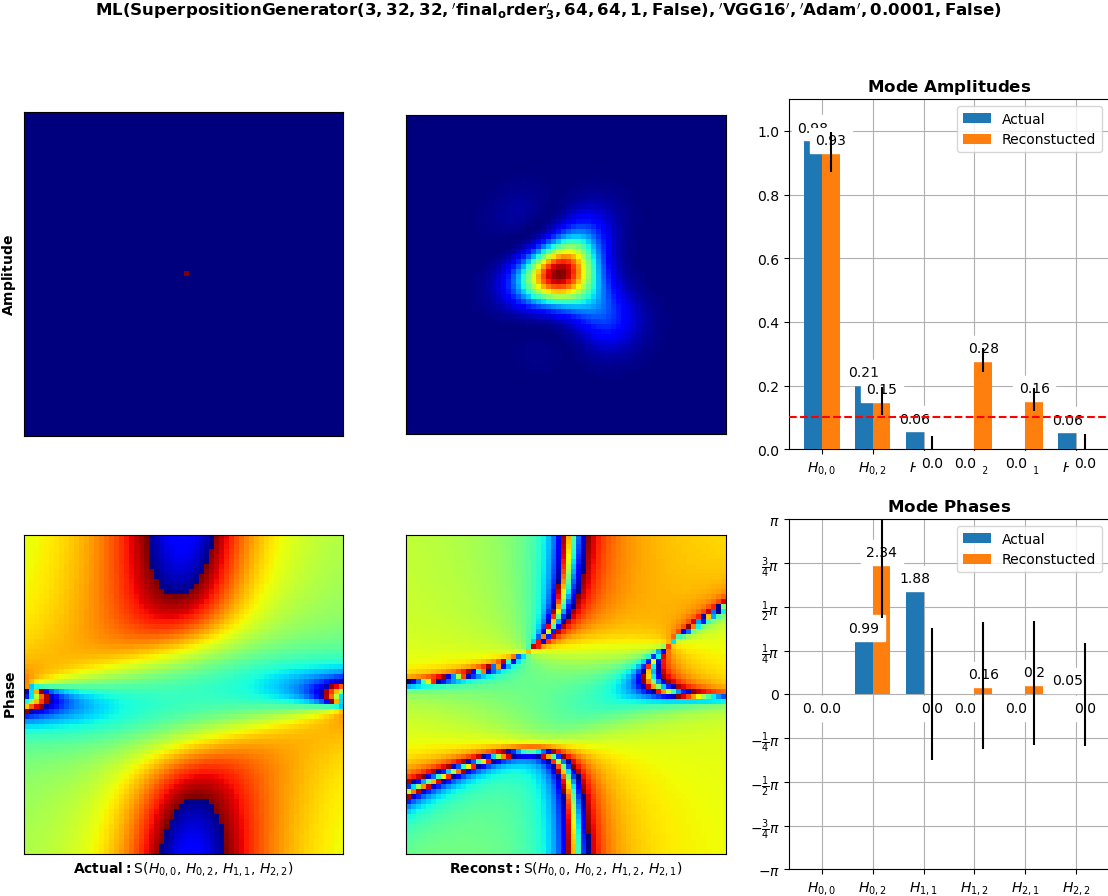 ML(SuperpositionGenerator(3, 32, 32, ′final_order_3′, 64, 64, 1, False), ′VGG16′, ′Adam′, 0.0001, False)
Amplitude
Mode Amplitudes
Actual
Reconstucted
1.0
0.8
0.6
0.4
0.2
0.0
0.98
0.93
0.21
0.15
0.06
0.0
0.0
0.28
0.0
0.16
0.06
0.0
H0,0
H0,2
2
1
Phase
Actual: S(H0,0, H0,2, H1,1, H2,2)
Reconst: S(H0,0, H0,2, H1,2, H2,1)
Mode Phases
Actual
Reconstucted
π
3/4π
1/2π
1/4π
0
−1/4π
−1/2π
−3/4π
−π
0.
0.0
0.99
2.34
1.88
0.0
0.0
0.16
0.0
0.2
0.05
0.0
H0,0
H0,2
H1,1
H1,2
H2,1
H2,2